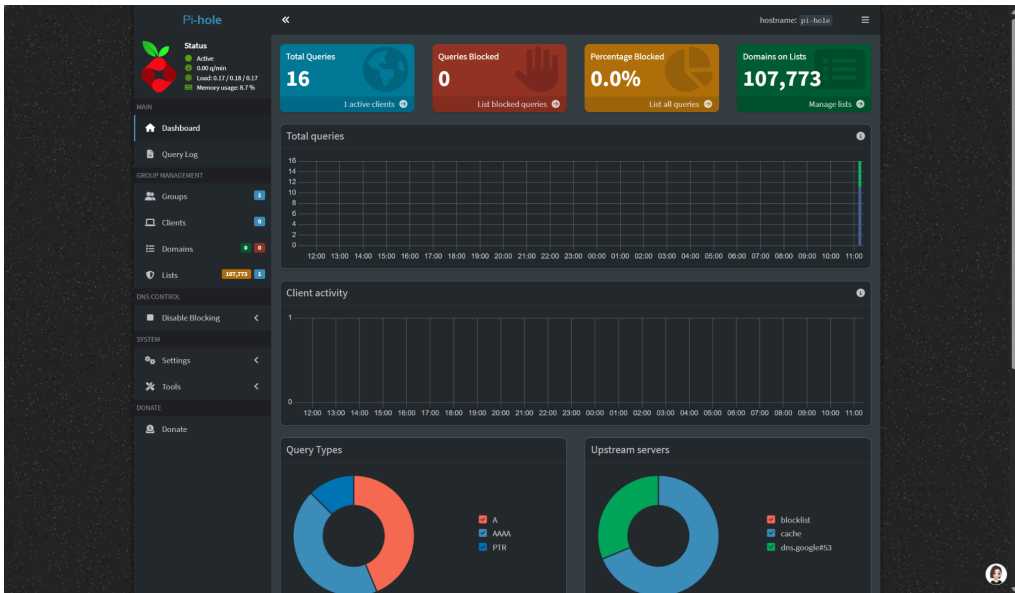 Pi-hole
hostname: pi-hole
Status
Active
0.00 q/min
Load: 0.17 / 0.18 / 0.17
Memory usage: 8.7 %
MAIN
Dashboard
Query Log
GROUP MANAGEMENT
Groups 1
Clients 0
Domains 0 0
Lists 107,773 1
DNS CONTROL
Disable Blocking
SYSTEM
Settings
Tools
DONATE
Donate
Total Queries
16
1 active clients
Queries Blocked
0
List blocked queries
Percentage Blocked
0.0%
List all queries
Domains on Lists
107,773
Manage lists
Total queries
16
14
12
10
8
6
4
2
0
12:00 13:00 14:00 15:00 16:00 17:00 18:00 19:00 20:00 21:00 22:00 23:00 00:00 01:00 02:00 03:00 04:00 05:00 06:00 07:00 08:00 09:00 10:00 11:00
Client activity
1
0
12:00 13:00 14:00 15:00 16:00 17:00 18:00 19:00 20:00 21:00 22:00 23:00 00:00 01:00 02:00 03:00 04:00 05:00 06:00 07:00 08:00 09:00 10:00 11:00
Query Types
A
AAAA
PTR
Upstream servers
blocklist
cache
dns.google#53